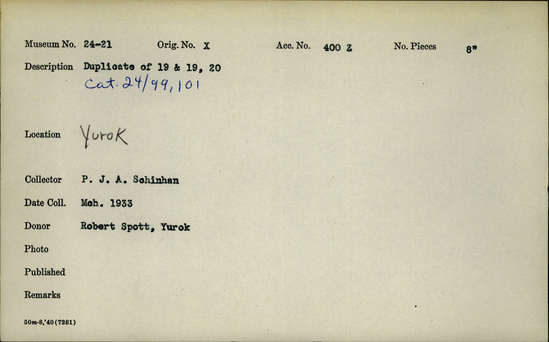 Museum No. 24-21 Orig. No. X Acc. No. 400 Z No. Pieces 8"
Description Duplicate of 19 & 19, 20
Cat. 24/99, 101
Location Yurok
Collector P. J. A. Schinhan
Date Coll. Mch. 1933
Donor Robert Spott, Yurok
Photo
Published
Remarks
50m-8,'40(7281)